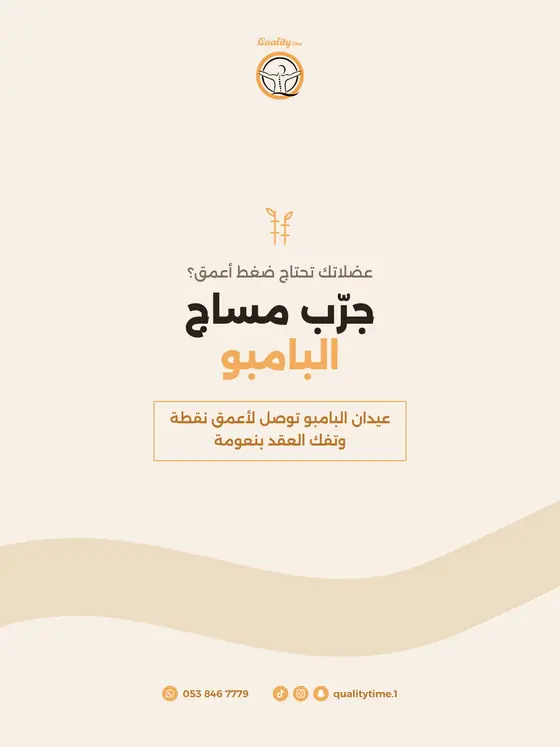 Quality time
عضلاتك تحتاج ضغط أعمق؟
جرّب مساج
البامبو
عيدان البامبو توصل لأعمق نقطة
وتفك العقد بنعومة
053 846 7779 qualitytime.1